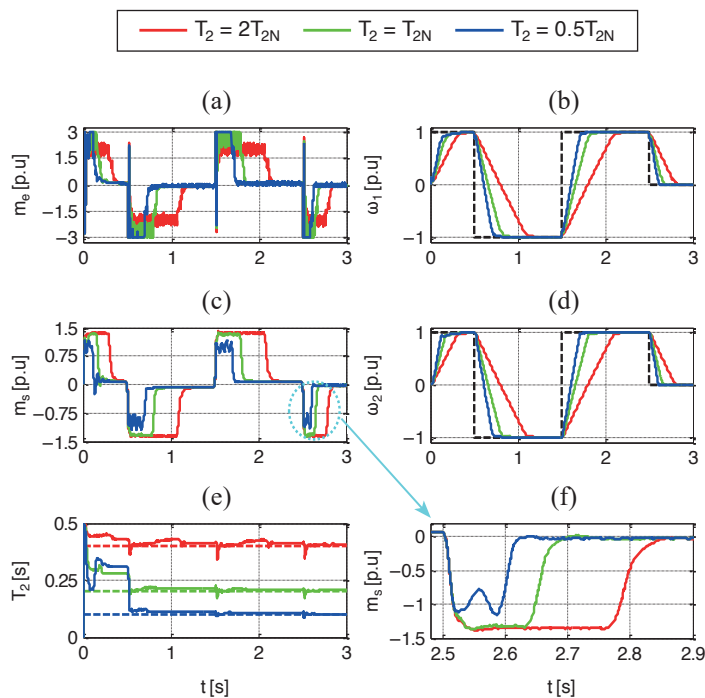 T2 = 2T2N T2 = T2N T2 = 0.5T2N
(a) (b)
me [p.u] 3 1.5 0 −1.5 −3 0 1 2 3
ω1 [p.u] 1 0 −1 0 1 2 3
(c) (d)
ms [p.u] 1.5 0.75 0 −0.75 −1.5 0 1 2 3
ω2 [p.u] 1 0 −1 0 1 2 3
(e) (f)
T2 [s] 0.5 0.25 0 0 1 2 3
ms [p.u] 0 −0.5 −1 −1.5 2.5 2.6 2.7 2.8 2.9
t [s] t [s]